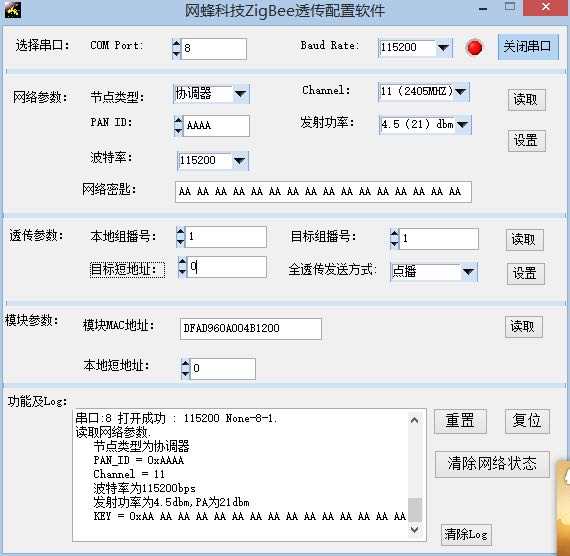 网蜂科技ZigBee透传配置软件
选择串口: COM Port: 8 Baud Rate: 115200 关闭串口
网络参数: 节点类型: 协调器 Channel: 11 (2405MHZ) 读取
PAN ID: AAAA 发射功率: 4.5 (21) dbm 设置
波特率: 115200
网络密匙: AA AA AA AA AA AA AA AA AA AA AA AA AA AA AA AA
透传参数: 本地组播号: 1 目标组播号: 1 读取
目标短地址: 0 全透传发送方式: 点播 设置
模块参数: 模块MAC地址: DFAD960A004B1200 读取
本地短地址: 0
功能及Log:
串口:8 打开成功 : 115200 None-8-1.
读取网络参数.
节点类型为协调器
PAN_ID = 0xAAAA
Channel = 11
波特率为115200bps
发射功率为4.5dbm,PA为21dbm
KEY = 0xAA AA AA AA AA AA AA AA AA AA AA AA AA AA AA
重置 复位
清除网络状态
清除Log